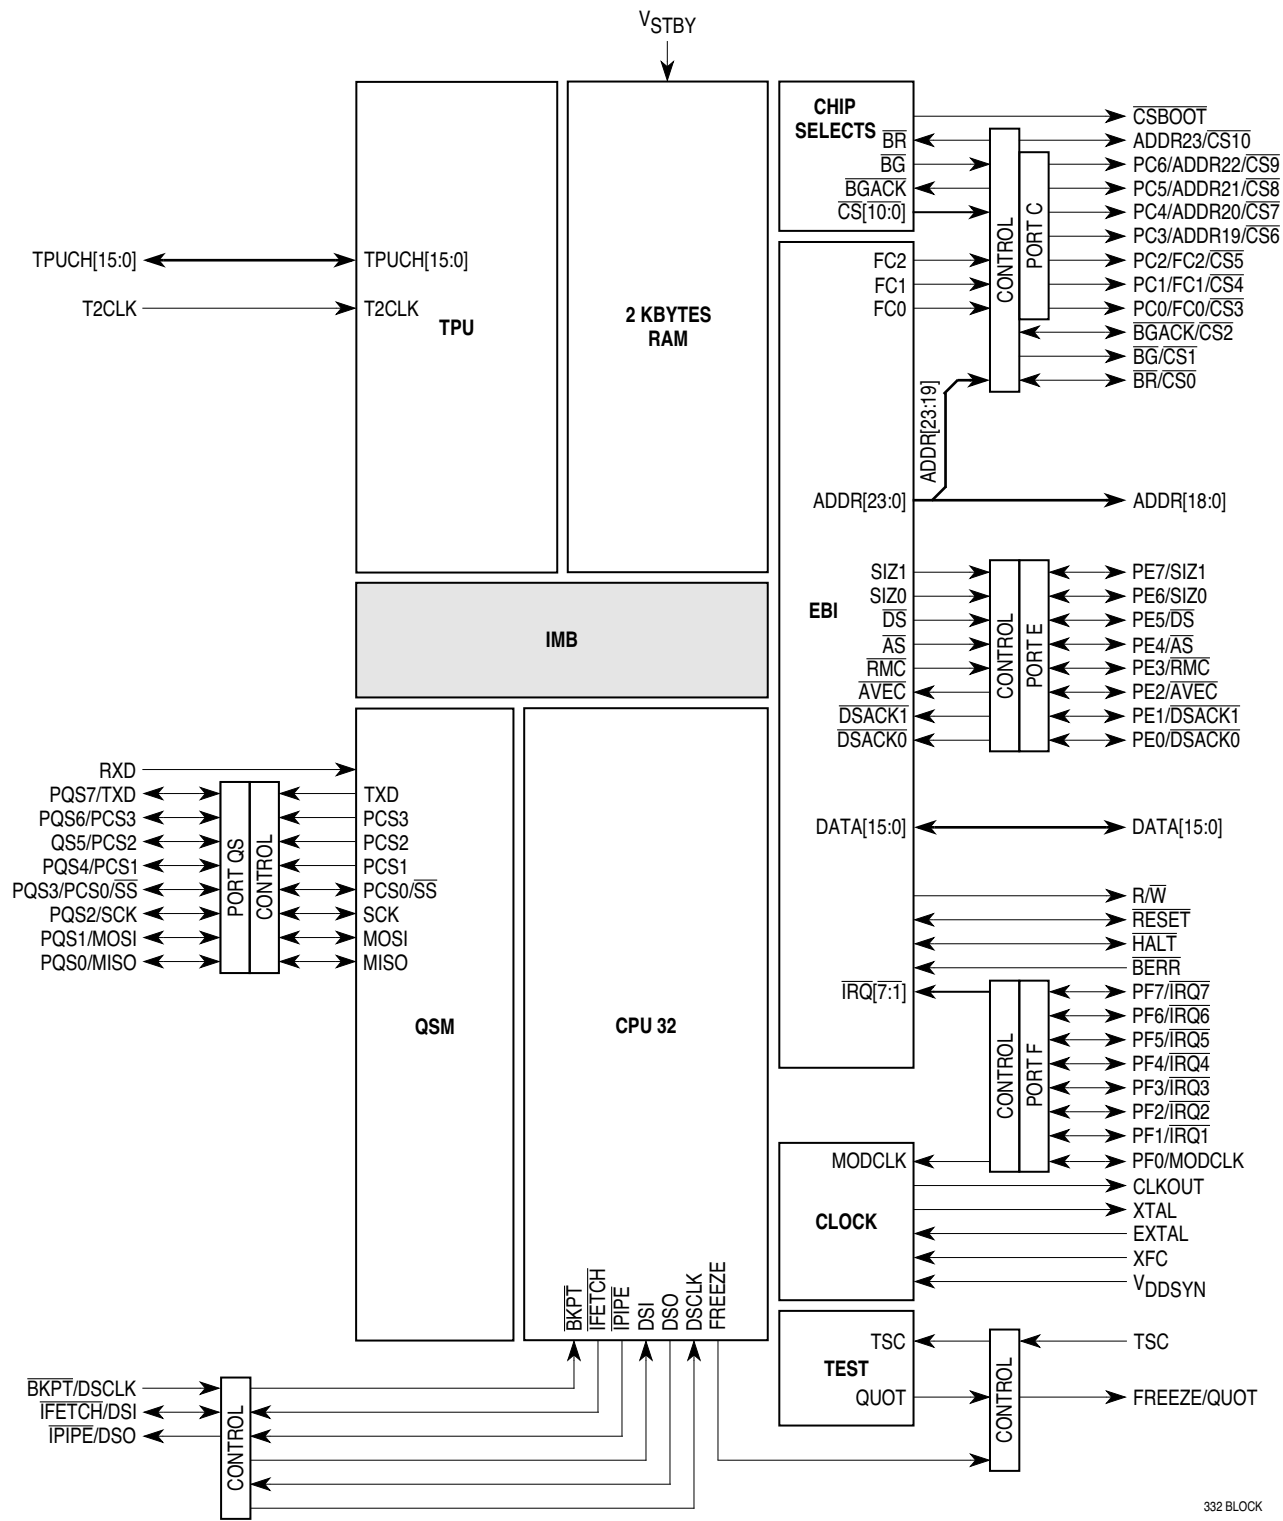 VSTBY
CHIP
SELECTS
BR
BG
BGACK
CS[10:0]
CONTROL
PORT C
CSBOOT
ADDR23/CS10
PC6/ADDR22/CS9
PC5/ADDR21/CS8
PC4/ADDR20/CS7
PC3/ADDR19/CS6
PC2/FC2/CS5
PC1/FC1/CS4
PC0/FC0/CS3
BGACK/CS2
BG/CS1
BR/CS0
TPUCH[15:0]
T2CLK
TPUCH[15:0]
T2CLK
TPU
2 KBYTES
RAM
FC2
FC1
FC0
ADDR[23:19]
ADDR[23:0]
ADDR[18:0]
EBI
SIZ1
SIZ0
DS
AS
RMC
AVEC
DSACK1
DSACK0
CONTROL
PORT E
PE7/SIZ1
PE6/SIZ0
PE5/DS
PE4/AS
PE3/RMC
PE2/AVEC
PE1/DSACK1
PE0/DSACK0
IMB
DATA[15:0]
DATA[15:0]
RXD
PQS7/TXD
PQS6/PCS3
QS5/PCS2
PQS4/PCS1
PQS3/PCS0/SS
PQS2/SCK
PQS1/MOSI
PQS0/MISO
PORT QS
CONTROL
TXD
PCS3
PCS2
PCS1
PCS0/SS
SCK
MOSI
MISO
QSM
CPU 32
R/W
RESET
HALT
BERR
IRQ[7:1]
CONTROL
PORT F
PF7/IRQ7
PF6/IRQ6
PF5/IRQ5
PF4/IRQ4
PF3/IRQ3
PF2/IRQ2
PF1/IRQ1
PF0/MODCLK
MODCLK
CLOCK
CLKOUT
XTAL
EXTAL
XFC
VDDSYN
BKPT
IFETCH
IPIPE
DSI
DSO
DSCLK
FREEZE
TSC
TEST
QUOT
CONTROL
TSC
FREEZE/QUOT
BKPT/DSCLK
IFETCH/DSI
IPIPE/DSO
CONTROL
332 BLOCK